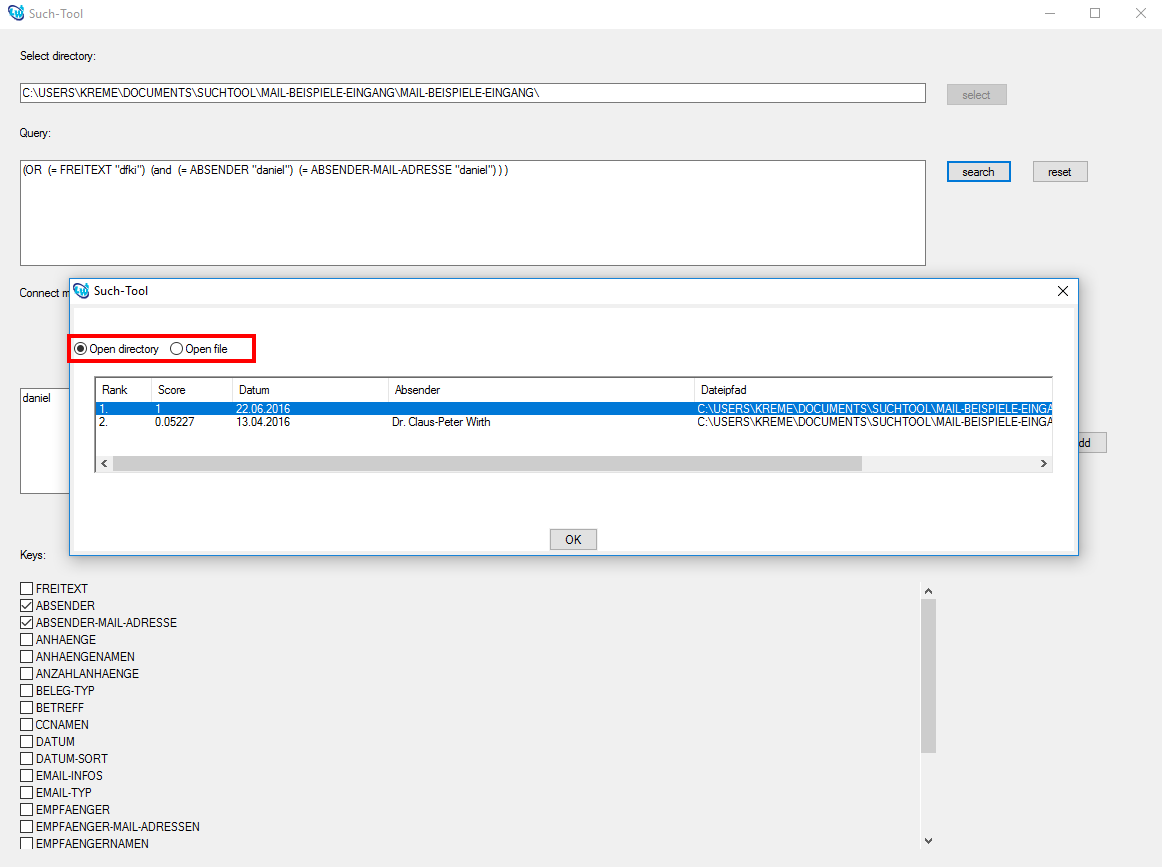 Such-Tool
Select directory:
C:\USERS\KREME\DOCUMENTS\SUCHTOOL\MAIL-BEISPIELE-EINGANG\MAIL-BEISPIELE-EINGANG\
select
Query:
(OR (= FREITEXT "dfki") (and (= ABSENDER "daniel") (= ABSENDER-MAIL-ADRESSE "daniel") ) )
search reset
Connect m
Such-Tool
Open directory Open file
Rank Score Datum Absender Dateipfad
1. 1 22.06.2016 C:\USERS\KREME\DOCUMENTS\SUCHTOOL\MAIL-BEISPIELE-EINGA
2. 0.05227 13.04.2016 Dr. Claus-Peter Wirth C:\USERS\KREME\DOCUMENTS\SUCHTOOL\MAIL-BEISPIELE-EINGA
OK
daniel
dd
Keys:
FREITEXT
ABSENDER
ABSENDER-MAIL-ADRESSE
ANHAENGE
ANHAENGENAMEN
ANZAHLANHAENGE
BELEG-TYP
BETREFF
CCNAMEN
DATUM
DATUM-SORT
EMAIL-INFOS
EMAIL-TYP
EMPFAENGER
EMPFAENGER-MAIL-ADRESSEN
EMPFAENGERNAMEN